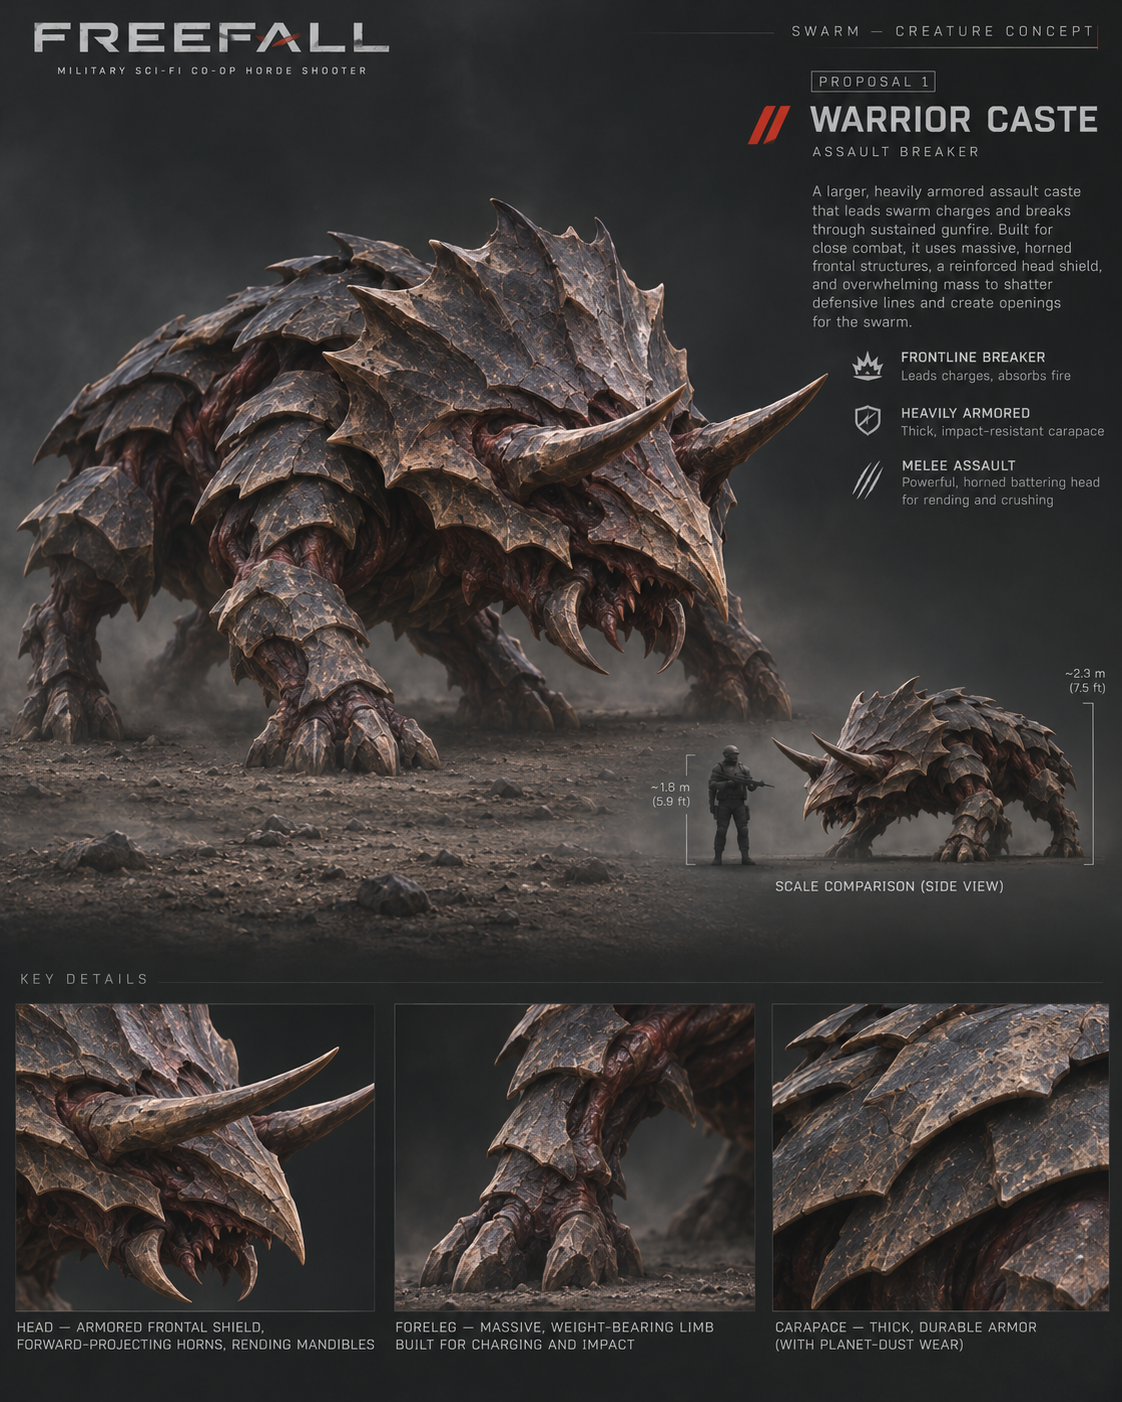 FREEFALL
MILITARY SCI-FI CO-OP HORDE SHOOTER
SWARM — CREATURE CONCEPT
PROPOSAL 1
WARRIOR CASTE
ASSAULT BREAKER
A larger, heavily armored assault caste
that leads swarm charges and breaks
through sustained gunfire. Built for
close combat, it uses massive, horned
frontal structures, a reinforced head shield,
and overwhelming mass to shatter
defensive lines and create openings
for the swarm.
FRONTLINE BREAKER
Leads charges, absorbs fire
HEAVILY ARMORED
Thick, impact-resistant carapace
MELEE ASSAULT
Powerful, horned battering head
for rending and crushing
~2.3 m
(7.5 ft)
~1.8 m
(5.9 ft)
SCALE COMPARISON (SIDE VIEW)
KEY DETAILS
HEAD — ARMORED FRONTAL SHIELD,
FORWARD-PROJECTING HORNS, RENDING MANDIBLES
FORELEG — MASSIVE, WEIGHT-BEARING LIMB
BUILT FOR CHARGING AND IMPACT
CARAPACE — THICK, DURABLE ARMOR
(WITH PLANET-DUST WEAR)